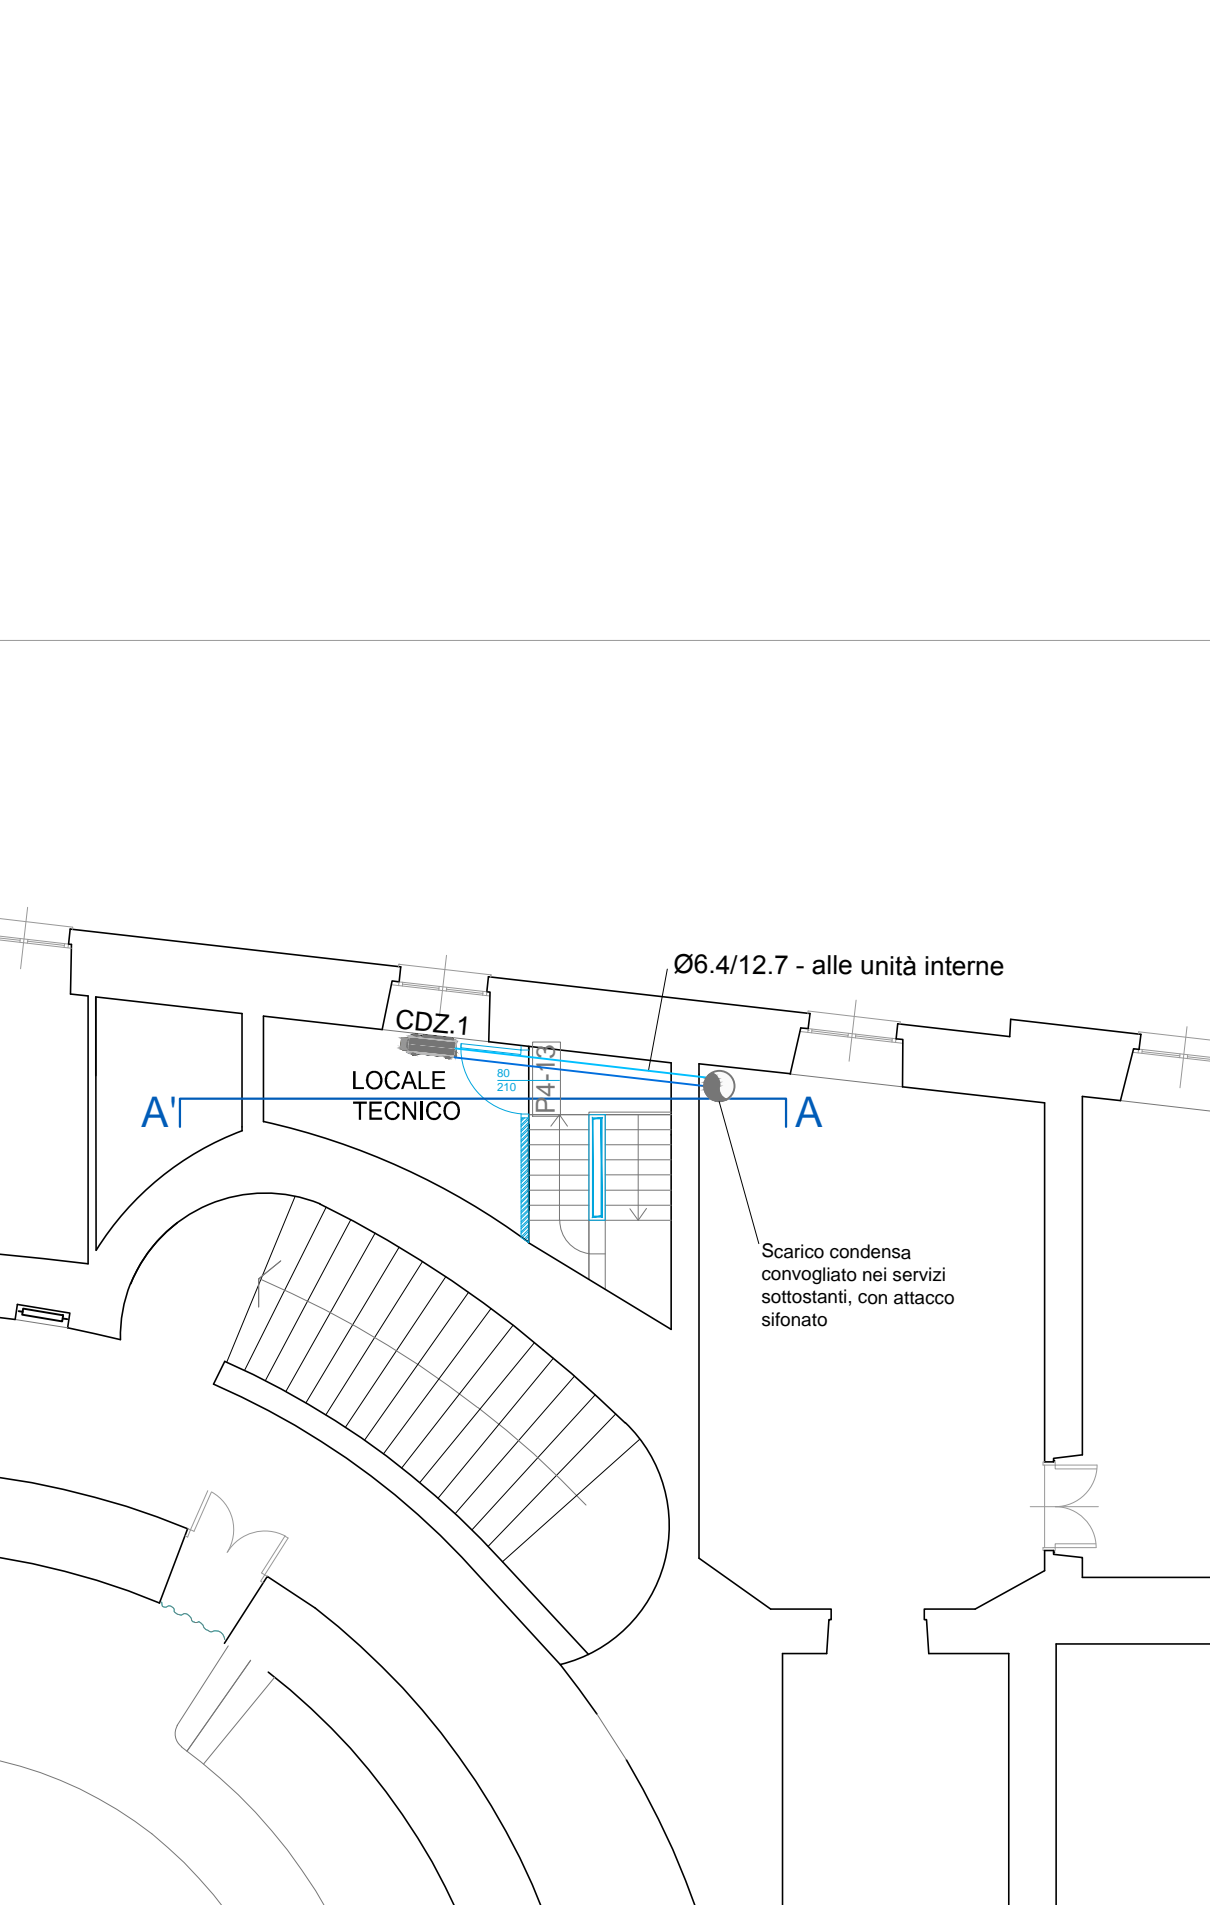 Ø6.4/12.7 - alle unità interne
CDZ.1
P4-13
80
210
LOCALE
TECNICO
A'
A
Scarico condensa
convogliato nei servizi
sottostanti, con attacco
sifonato